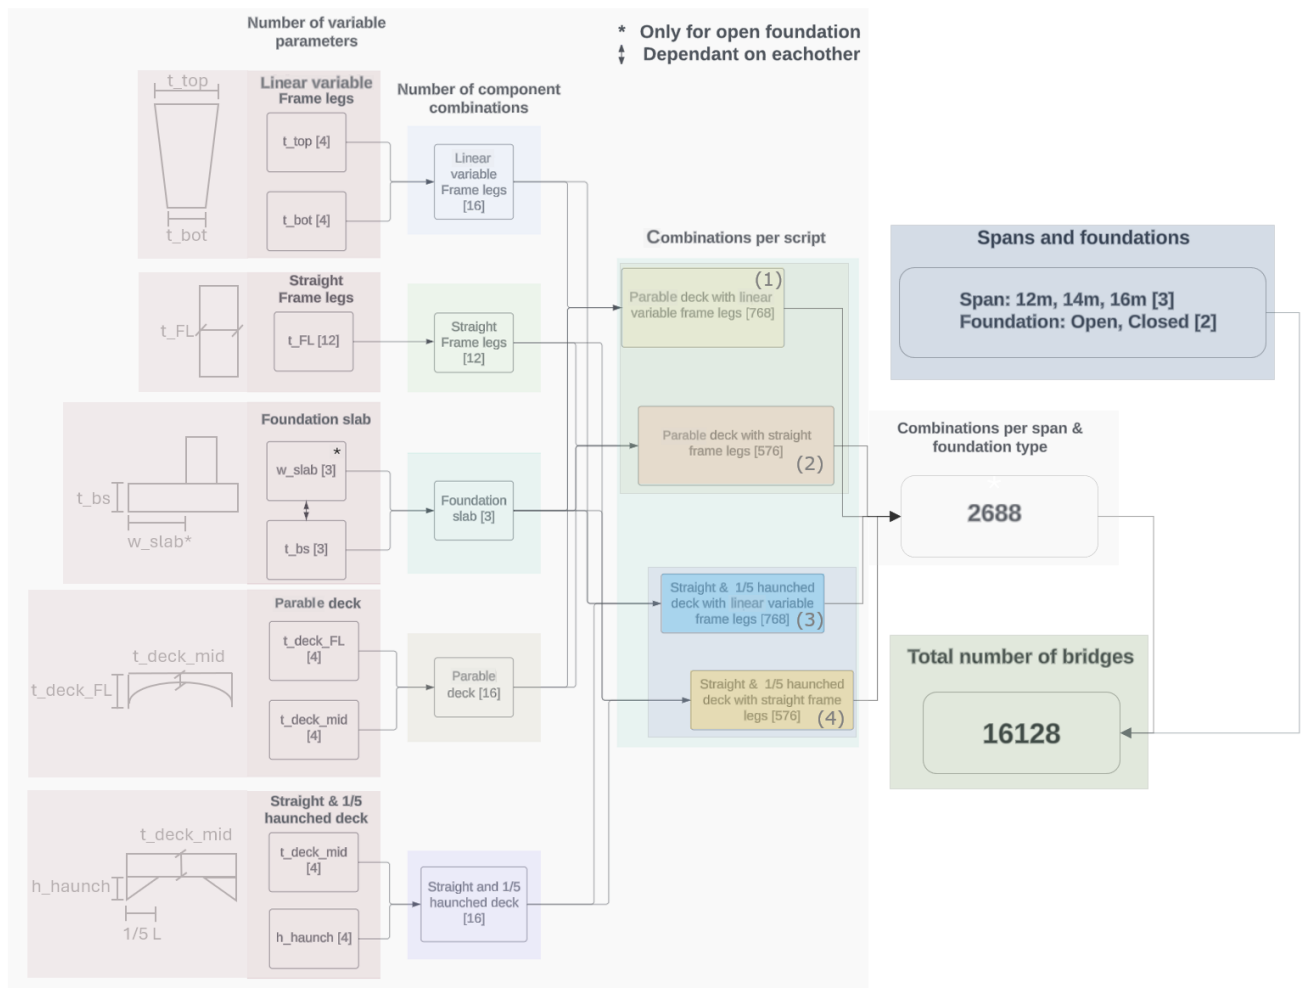 Number of variable
parameters
* Only for open foundation
Dependant on eachother
Number of component
combinations
t_top
t_bot
Linear variable
Frame legs
t_top [4]
t_bot [4]
Linear
variable
Frame legs
[16]
t_FL
Straight
Frame legs
t_FL [12]
Straight
Frame legs
[12]
t_bs
w_slab*
Foundation slab
*
w_slab [3]
t_bs [3]
Foundation
slab [3]
t_deck_mid
t_deck_FL
Parable deck
t_deck_FL
[4]
t_deck_mid
[4]
Parable
deck [16]
t_deck_mid
h_haunch
1/5 L
Straight & 1/5
haunched deck
t_deck_mid
[4]
h_haunch [4]
Straight and 1/5
haunched deck
[16]
Combinations per script
(1)
Parable deck with linear
variable frame legs [768]
Parable deck with straight
frame legs [576]
(2)
Straight & 1/5 haunched
deck with linear variable
frame legs [768] (3)
Straight & 1/5 haunched
deck with straight frame
legs [576] (4)
Spans and foundations
Span: 12m, 14m, 16m [3]
Foundation: Open, Closed [2]
Combinations per span &
foundation type
*
2688
Total number of bridges
16128